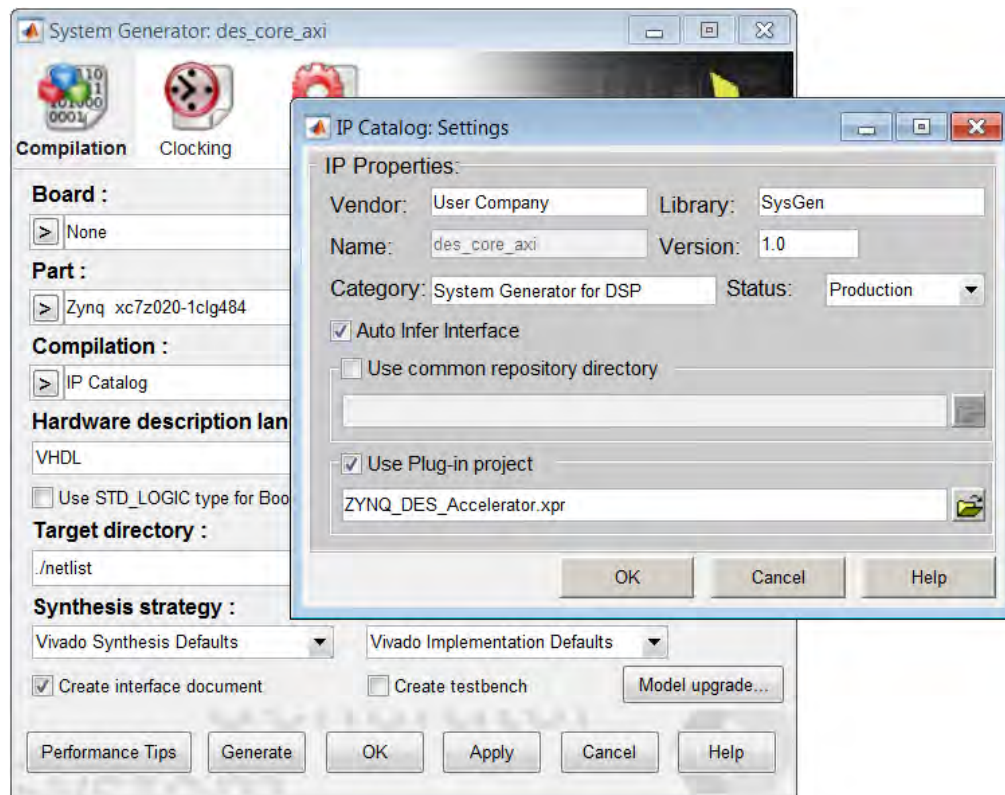 System Generator: des_core_axi
Compilation
Clocking
Board :
> None
Part :
> Zynq xc7z020-1clg484
Compilation :
> IP Catalog
Hardware description lan
VHDL
Use STD_LOGIC type for Boo
Target directory :
./netlist
Synthesis strategy :
Vivado Synthesis Defaults
Vivado Implementation Defaults
Create interface document
Create testbench
Model upgrade...
Performance Tips
Generate
OK
Apply
Cancel
Help
IP Catalog: Settings
IP Properties:
Vendor: User Company
Library: SysGen
Name: des_core_axi
Version: 1.0
Category: System Generator for DSP
Status: Production
Auto Infer Interface
Use common repository directory
Use Plug-in project
ZYNQ_DES_Accelerator.xpr
OK
Cancel
Help